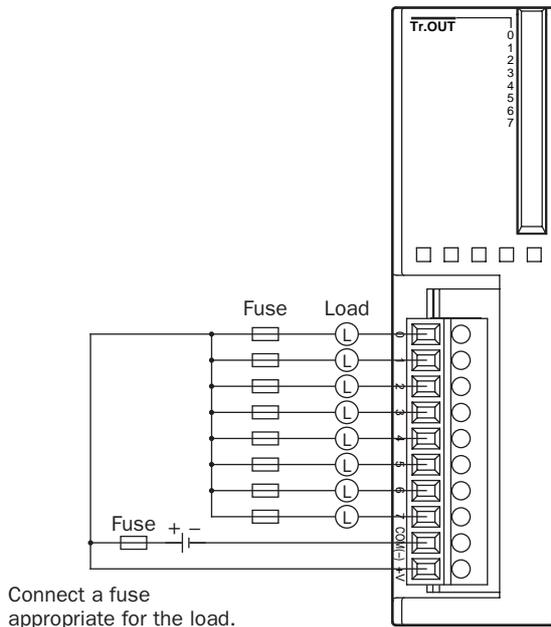 Tr.OUT
0
1
2
3
4
5
6
7
Fuse Load
L 0
L 1
L 2
L 3
L 4
L 5
L 6
L 7
Fuse + − COM(−)
+V
Connect a fuse
appropriate for the load.